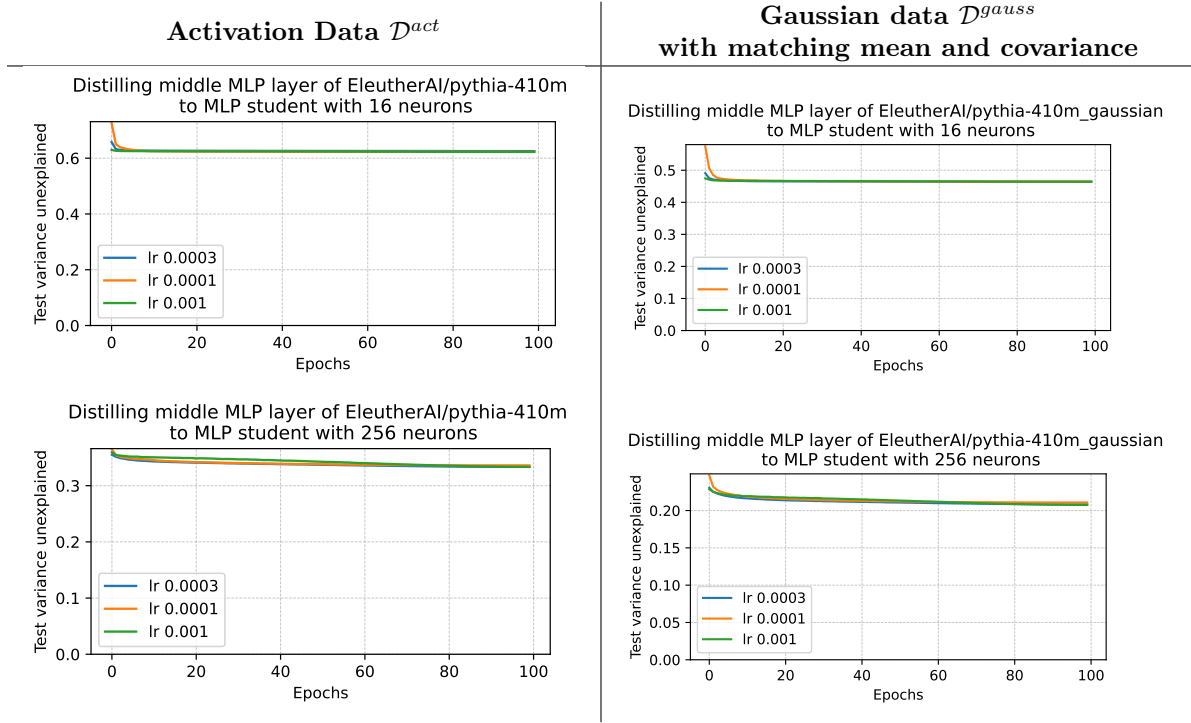 Activation Data 𝒟^act
Gaussian data 𝒟^gauss
with matching mean and covariance
Distilling middle MLP layer of EleutherAI/pythia-410m
to MLP student with 16 neurons
Test variance unexplained
0.6
0.4
0.2
0.0
lr 0.0003
lr 0.0001
lr 0.001
0 20 40 60 80 100
Epochs
Distilling middle MLP layer of EleutherAI/pythia-410m_gaussian
to MLP student with 16 neurons
Test variance unexplained
0.5
0.4
0.3
0.2
0.1
0.0
lr 0.0003
lr 0.0001
lr 0.001
0 20 40 60 80 100
Epochs
Distilling middle MLP layer of EleutherAI/pythia-410m
to MLP student with 256 neurons
Test variance unexplained
0.3
0.2
0.1
0.0
lr 0.0003
lr 0.0001
lr 0.001
0 20 40 60 80 100
Epochs
Distilling middle MLP layer of EleutherAI/pythia-410m_gaussian
to MLP student with 256 neurons
Test variance unexplained
0.20
0.15
0.10
0.05
0.00
lr 0.0003
lr 0.0001
lr 0.001
0 20 40 60 80 100
Epochs